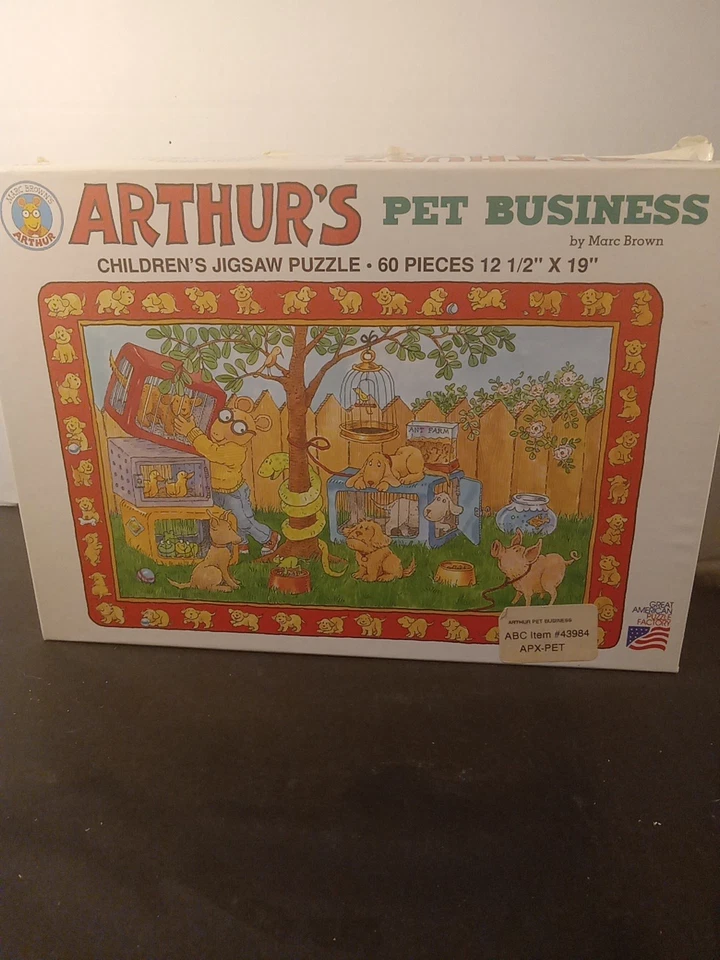 MARC BROWN'S
ARTHUR
ARTHUR'S PET BUSINESS
by Marc Brown
CHILDREN'S JIGSAW PUZZLE • 60 PIECES 12 1/2" X 19"
ANT FARM
ARTHUR PET BUSINESS
ABC Item #43984
APX-PET
GREAT
AMERICAN
PUZZLE
FACTORY